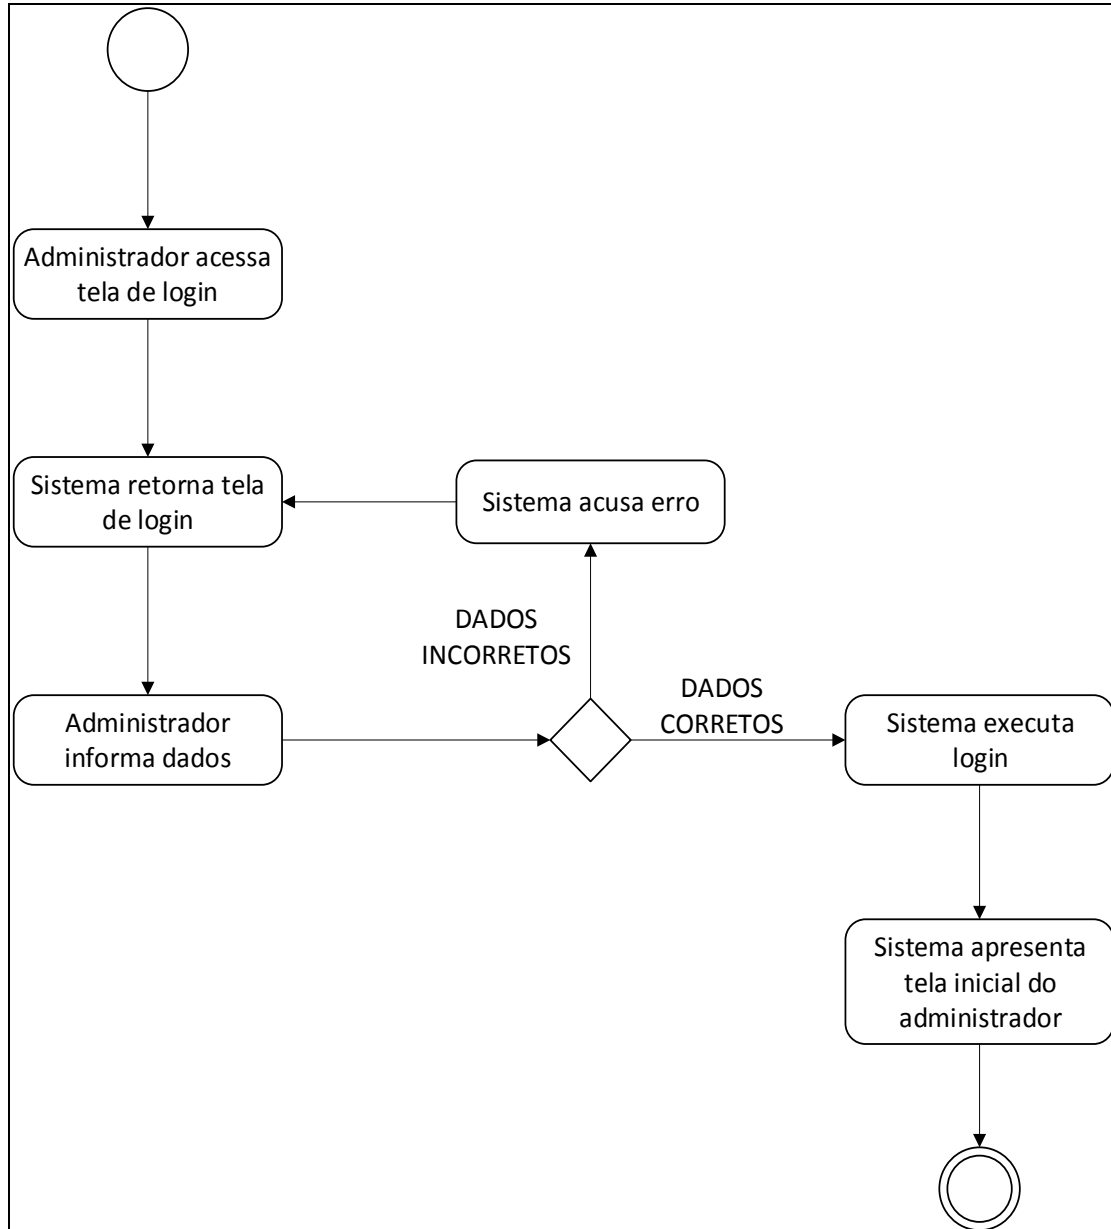 Administrador acessa
tela de login
Sistema retorna tela
de login
Sistema acusa erro
DADOS
INCORRETOS
DADOS
CORRETOS
Administrador
informa dados
Sistema executa
login
Sistema apresenta
tela inicial do
administrador